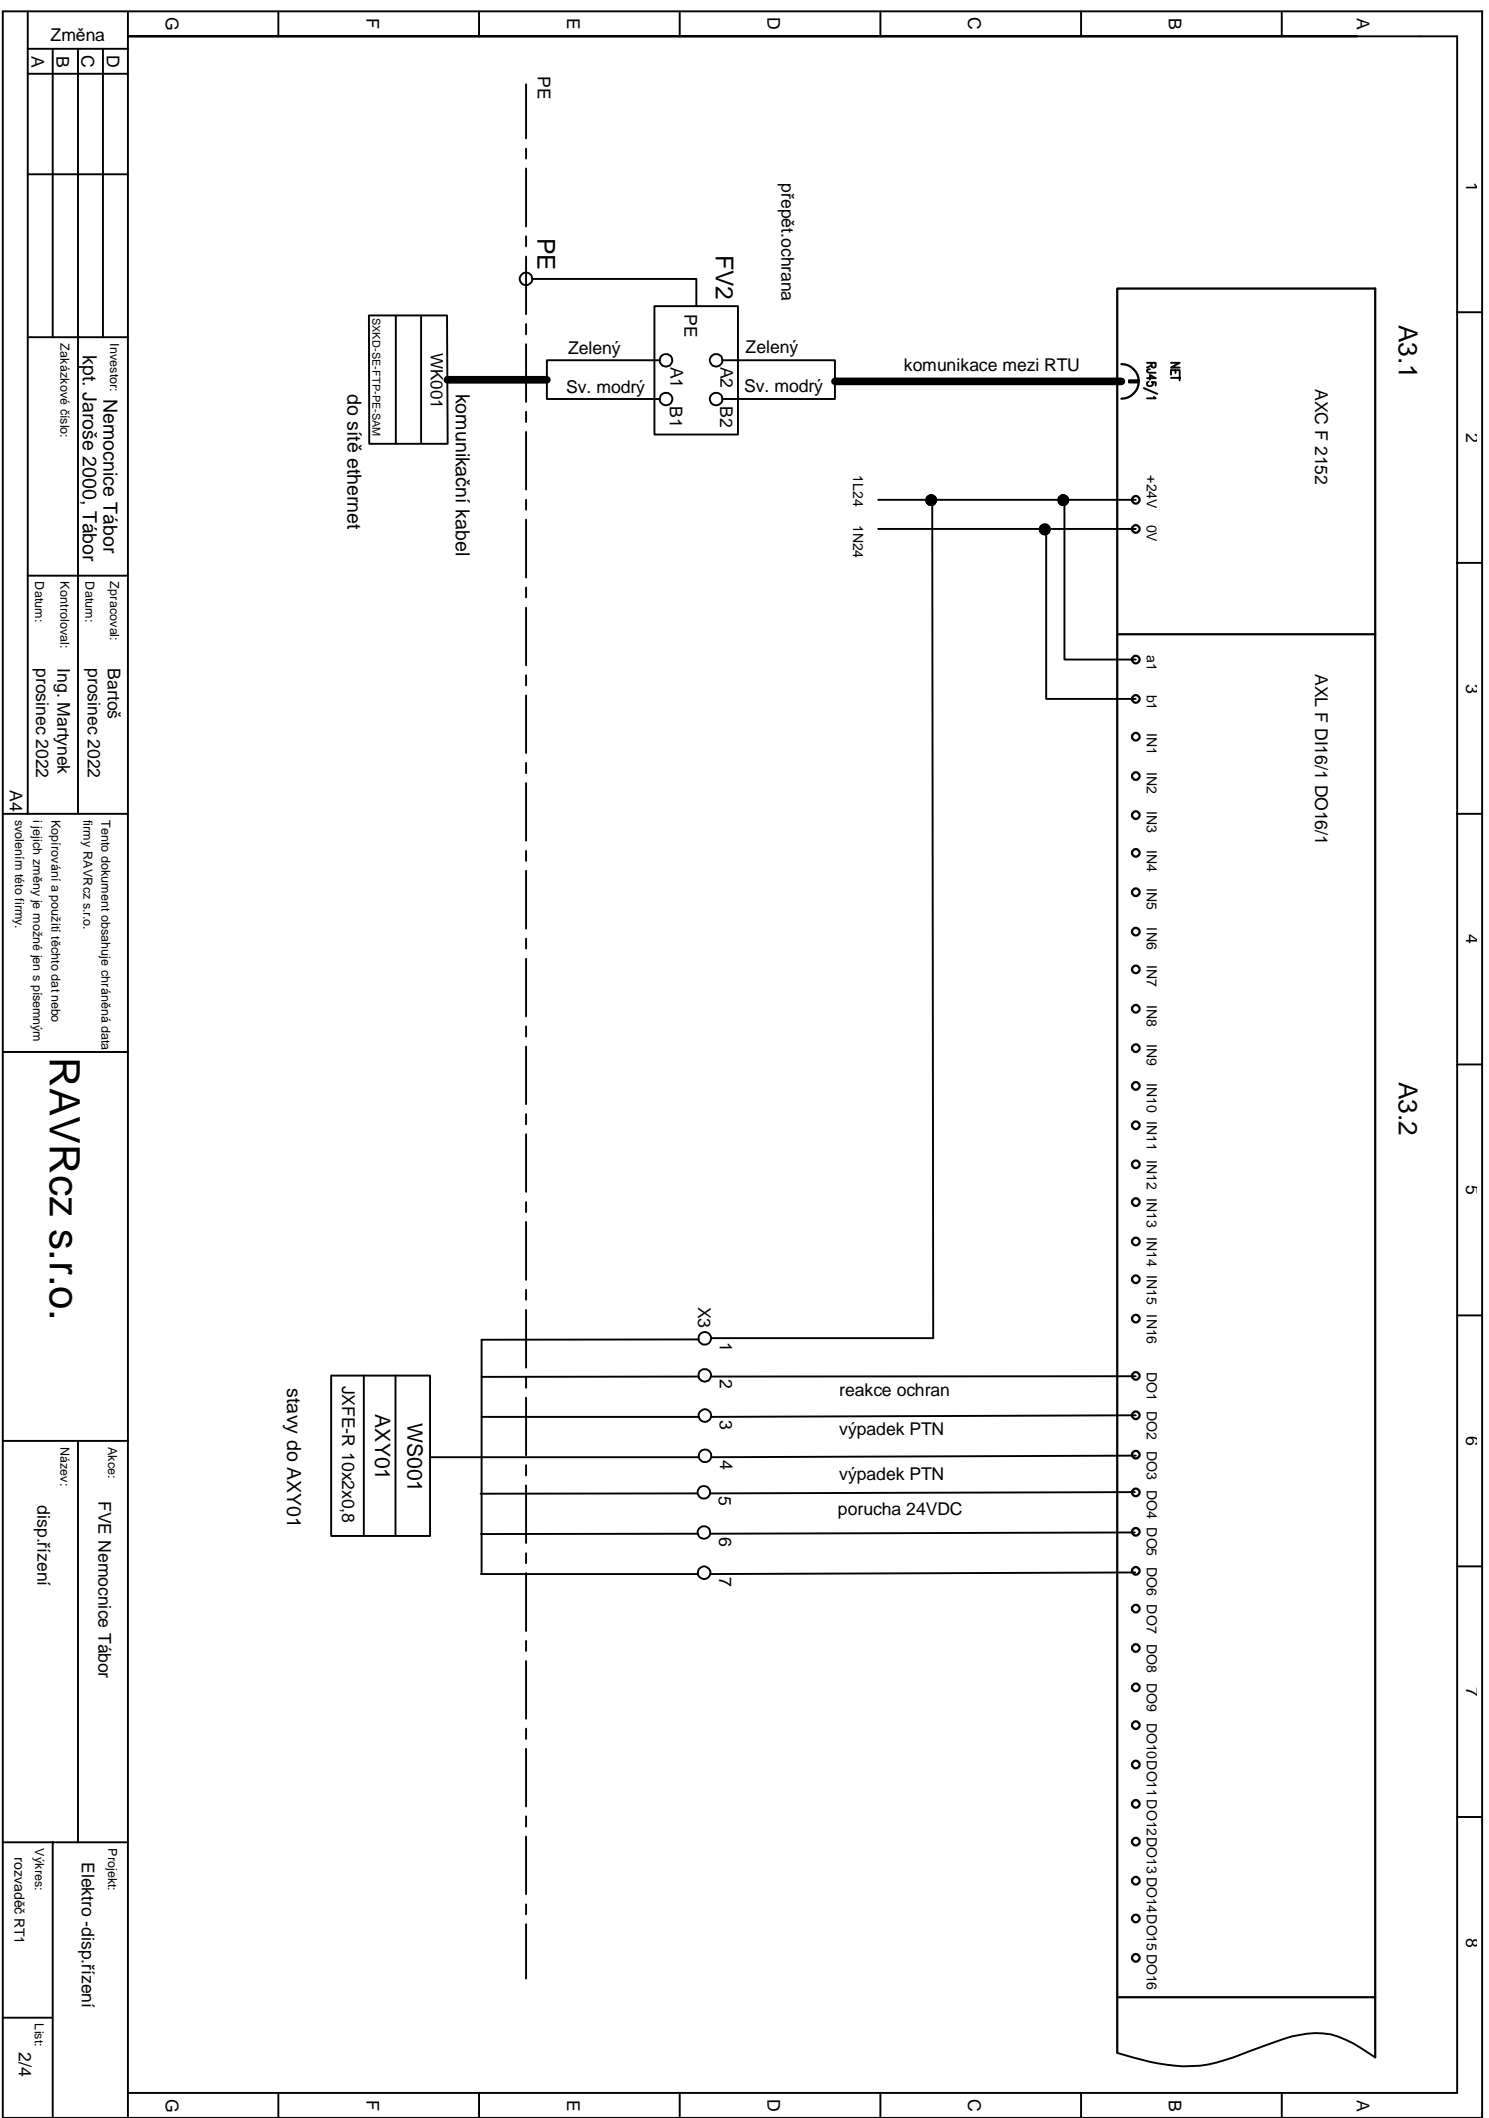 1 2 3 4 5 6 7 8
A
B
C
D
E
F
G
A
B
C
D
E
F
G
A3.1
A3.2
AXC F 2152
AXL F DI16/1 DO16/1
NET
RJ45/1
+24V 0V
a1 b1 IN1 IN2 IN3 IN4 IN5 IN6 IN7 IN8 IN9 IN10 IN11 IN12 IN13 IN14 IN15 IN16
DO1 DO2 DO3 DO4 DO5 DO6 DO7 DO8 DO9 DO10 DO11 DO12 DO13 DO14 DO15 DO16
komunikace mezi RTU
1L24 1N24
reakce ochran
výpadek PTN
výpadek PTN
porucha 24VDC
přepěť.ochrana
Zelený
Sv. modrý
FV2
A2 B2
PE
A1 B1
Zelený
Sv. modrý
X3
1 2 3 4 5 6 7
PE
PE
komunikační kabel
WK001
SXKD-SE-FTP-PE-SAM
do sítě ethernet
WS001
AXY01
JXFE-R 10x2x0,8
stavy do AXY01
Změna
D
C
B
A
Investor: Nemocnice Tábor
kpt. Jaroše 2000, Tábor
Zakázkové číslo:
Zpracoval: Bartoš
Datum: prosinec 2022
Kontroloval: Ing. Martynek
Datum: prosinec 2022
A4
Tento dokument obsahuje chráněná data
firmy RAVRcz s.r.o.
Kopírování a použití těchto dat nebo
i jejich změny je možné jen s písemným
svolením této firmy.
RAVRcz s.r.o.
Akce: FVE Nemocnice Tábor
Název: disp.řízení
Projekt: Elektro -disp.řízení
Výkres: rozvaděč RT1
List: 2/4